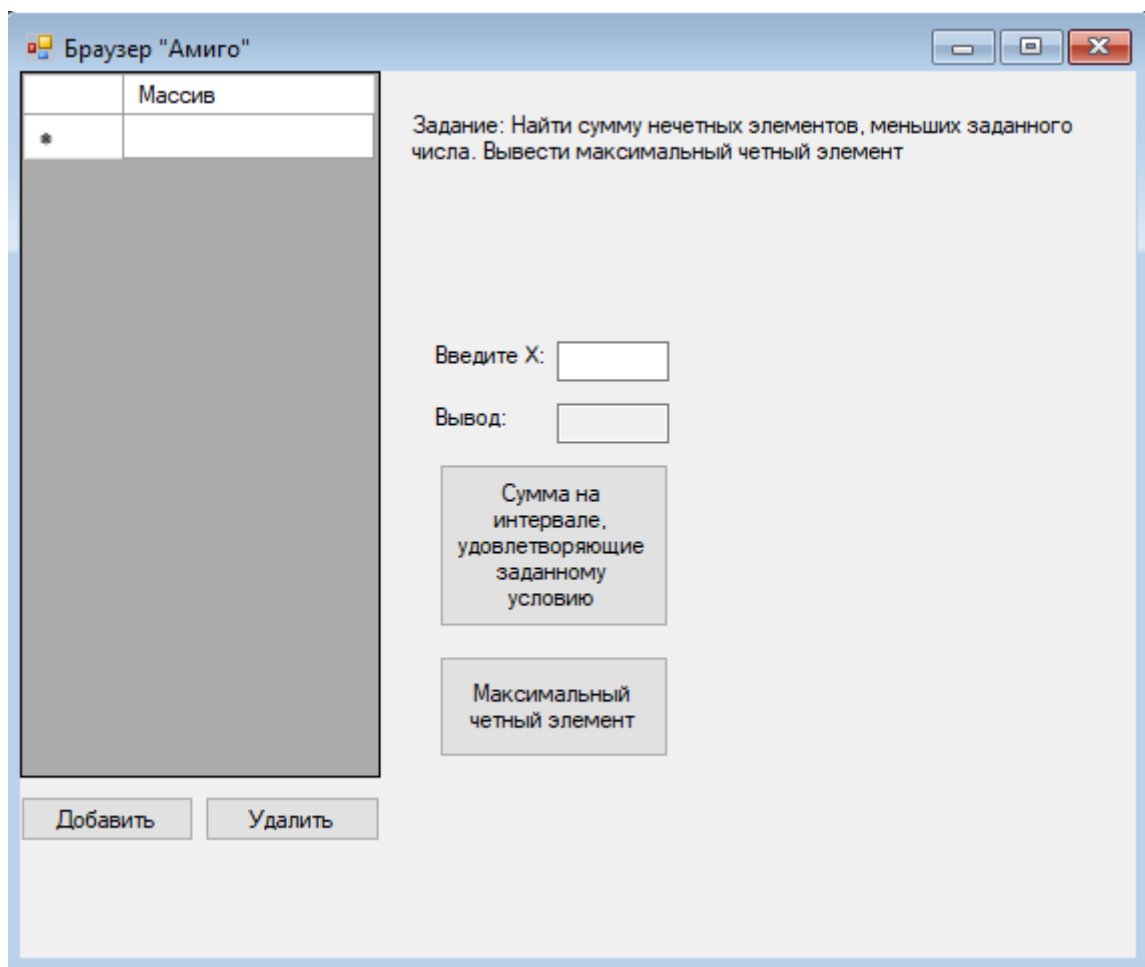 Браузер "Амиго"
Массив
Задание: Найти сумму нечетных элементов, меньших заданного
числа. Вывести максимальный четный элемент
Введите X:
Вывод:
Сумма на
интервале,
удовлетворяющие
заданному
условию
Максимальный
четный элемент
Добавить
Удалить